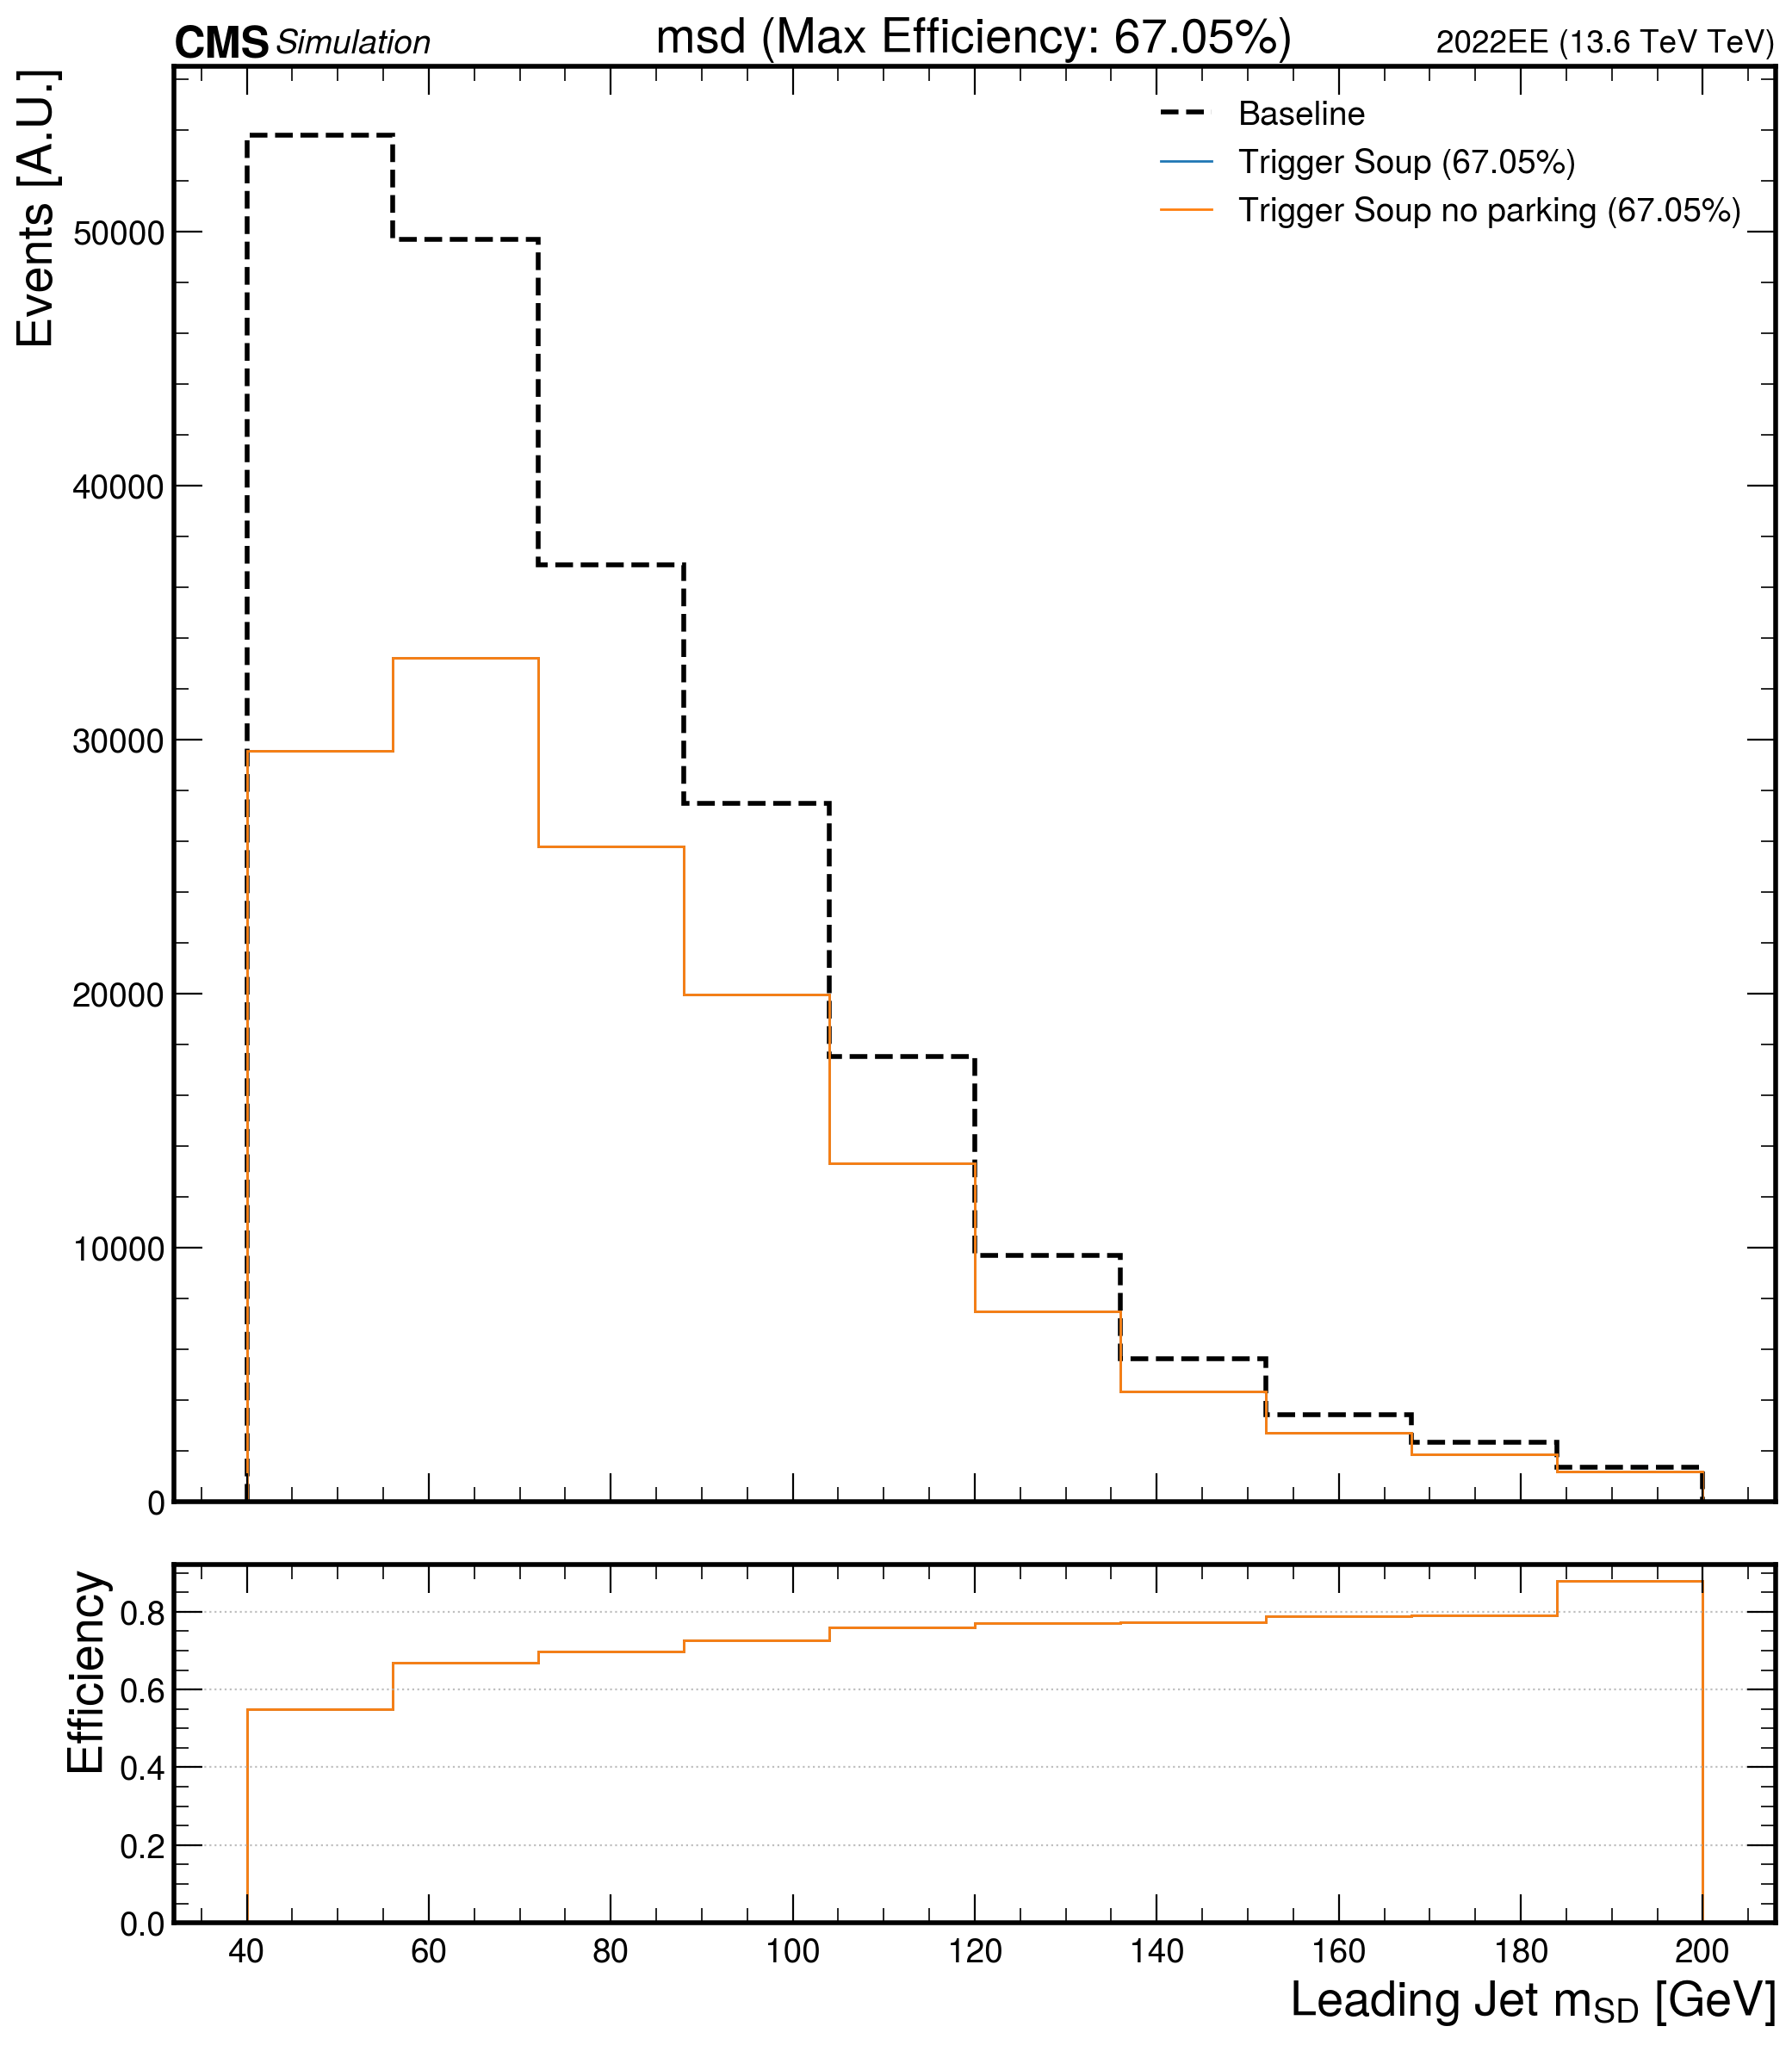 CMS Simulation msd (Max Efficiency: 67.05%) 2022EE (13.6 TeV TeV)
Events [A.U.]
Baseline
Trigger Soup (67.05%)
Trigger Soup no parking (67.05%)
50000
40000
30000
20000
10000
0
Efficiency
0.8
0.6
0.4
0.2
0.0
40 60 80 100 120 140 160 180 200
Leading Jet mSD [GeV]